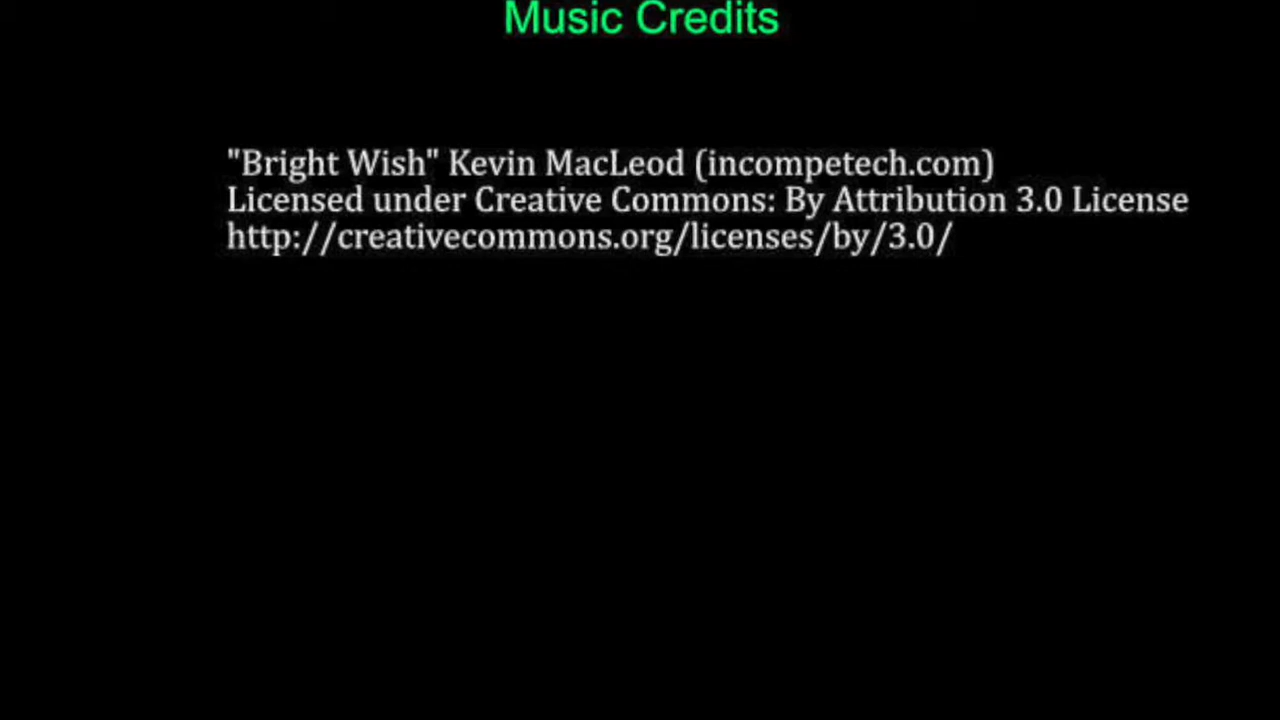 Music Credits
"Bright Wish" Kevin MacLeod (incompetech.com)
Licensed under Creative Commons: By Attribution 3.0 License
http://creativecommons.org/licenses/by/3.0/